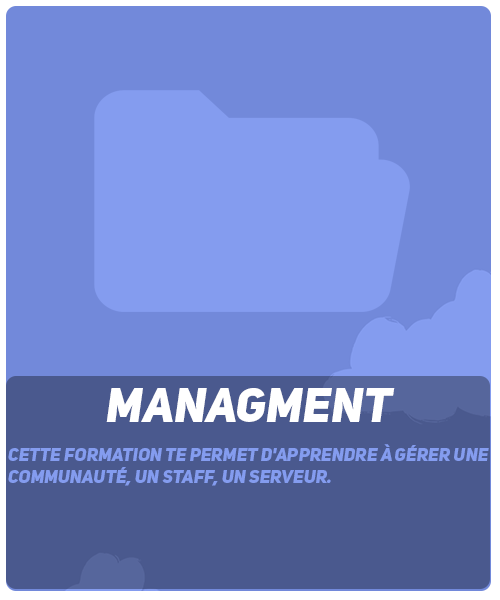 MANAGMENT
CETTE FORMATION TE PERMET D'APPRENDRE À GÉRER UNE
COMMUNAUTÉ, UN STAFF, UN SERVEUR.